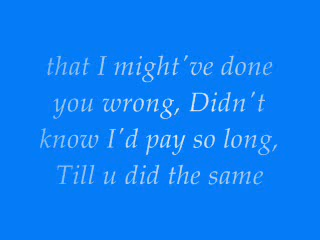 that I might've done
you wrong, Didn't
know I'd pay so long,
Till u did the same